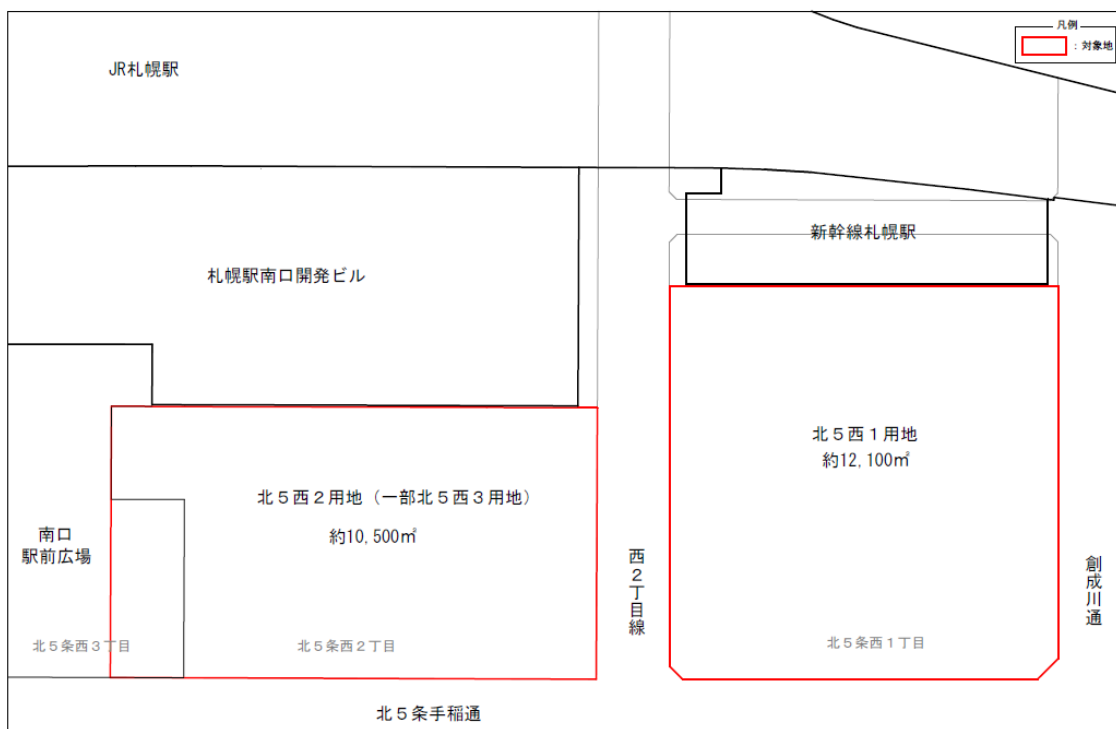 凡例
：対象地
JR札幌駅
新幹線札幌駅
札幌駅南口開発ビル
北５西１用地
約12,100㎡
北５西２用地（一部北５西３用地）
約10,500㎡
南口
駅前広場
西２丁目線
創成川通
北５条西３丁目
北５条西２丁目
北５条西１丁目
北５条手稲通